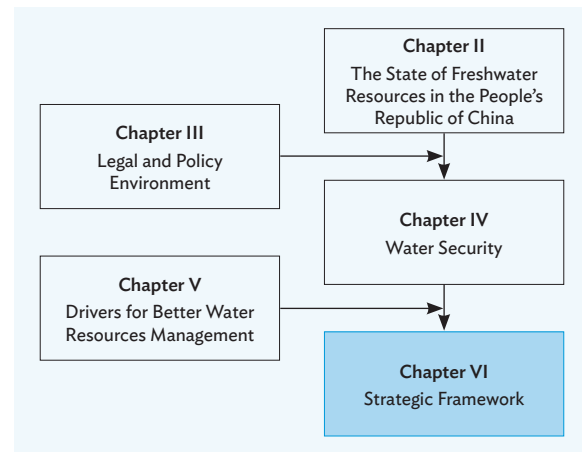 Chapter II
The State of Freshwater
Resources in the People’s
Republic of China
Chapter III
Legal and Policy
Environment
Chapter IV
Water Security
Chapter V
Drivers for Better Water
Resources Management
Chapter VI
Strategic Framework